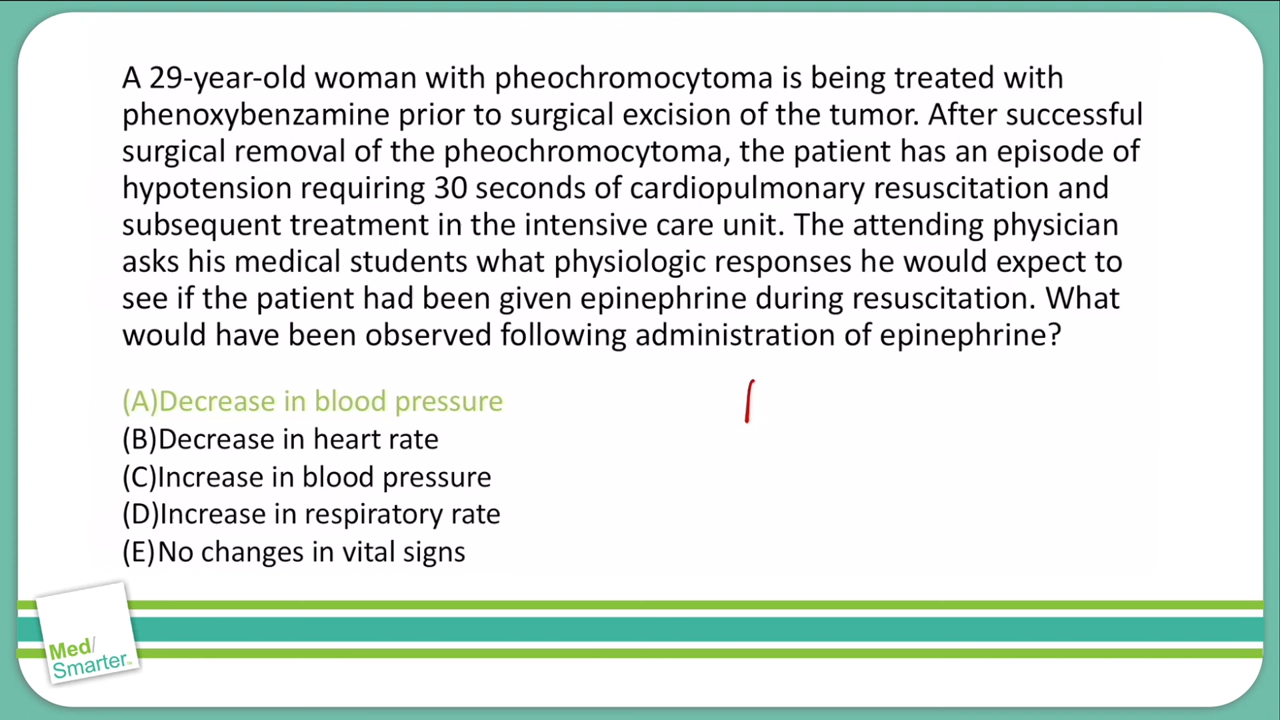 A 29-year-old woman with pheochromocytoma is being treated with
phenoxybenzamine prior to surgical excision of the tumor. After successful
surgical removal of the pheochromocytoma, the patient has an episode of
hypotension requiring 30 seconds of cardiopulmonary resuscitation and
subsequent treatment in the intensive care unit. The attending physician
asks his medical students what physiologic responses he would expect to
see if the patient had been given epinephrine during resuscitation. What
would have been observed following administration of epinephrine?
(A)Decrease in blood pressure
(B)Decrease in heart rate
(C)Increase in blood pressure
(D)Increase in respiratory rate
(E)No changes in vital signs
Med/
Smarter™